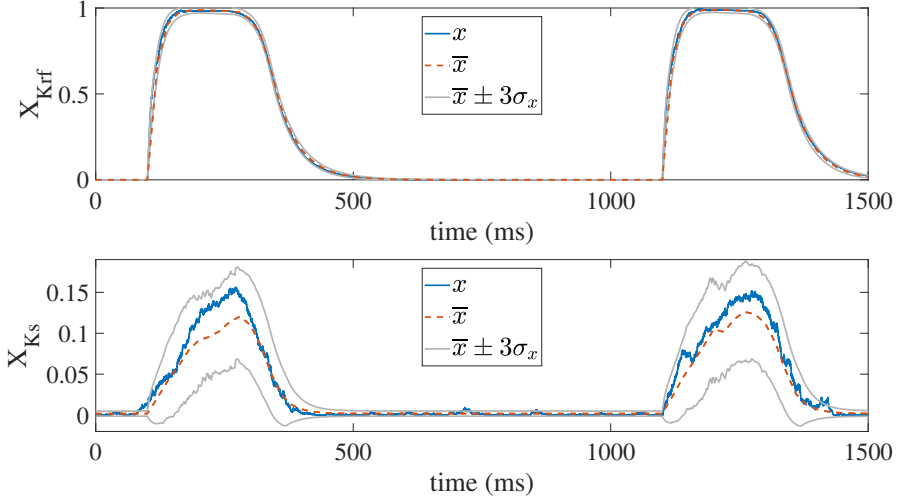 1
0.5
0
X_Krf
x
x̅
x̅ ± 3σ_x
0 500 1000 1500
time (ms)
0.15
0.1
0.05
0
X_Ks
x
x̅
x̅ ± 3σ_x
0 500 1000 1500
time (ms)